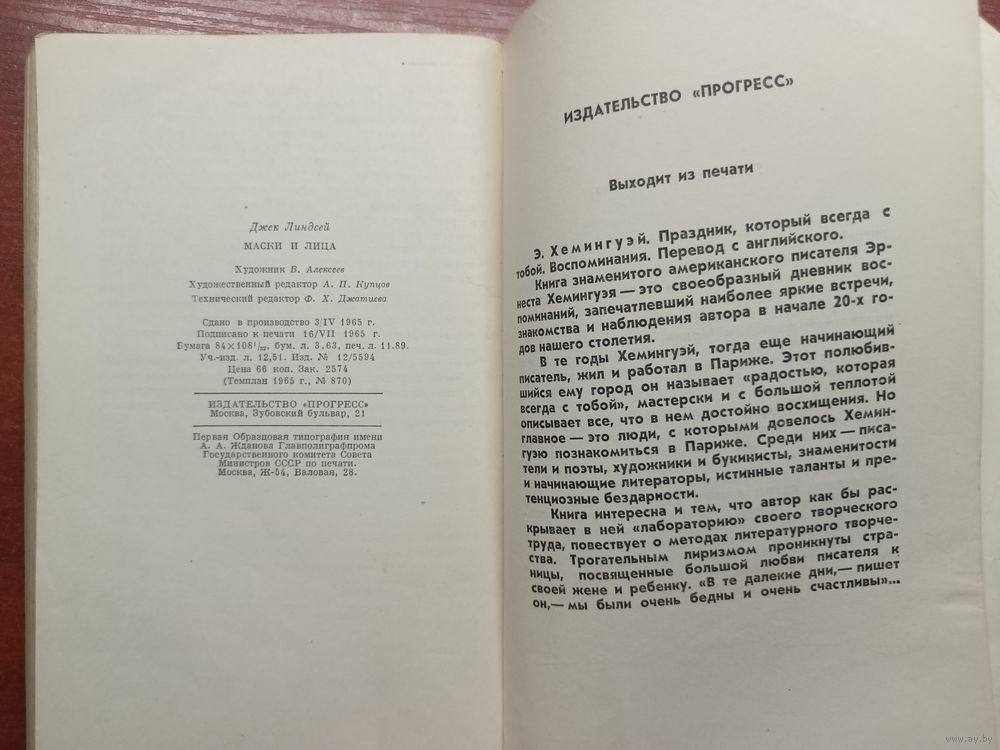 Джек Линдсей
МАСКИ И ЛИЦА
Художник В. Алексеев
Художественный редактор А. П. Купцов
Технический редактор Ф. Х. Джатиева
Сдано в производство 3/IV 1965 г.
Подписано к печати 16/VII 1965 г.
Бумага 84×108¹/₃₂, бум. л. 3,63, печ. л. 11.89.
Уч.-изд. л. 12,51. Изд. № 12/5594
Цена 66 коп. Зак. 2574
(Темплан 1965 г., № 870)
ИЗДАТЕЛЬСТВО «ПРОГРЕСС»
Москва, Зубовский бульвар, 21
Первая Образцовая типография имени
А. А. Жданова Главполиграфпрома
Государственного комитета Совета
Министров СССР по печати.
Москва, Ж-54, Валовая, 28.
ИЗДАТЕЛЬСТВО «ПРОГРЕСС»
Выходит из печати
Э. Хемингуэй. Праздник, который всегда с
тобой. Воспоминания. Перевод с английского.
Книга знаменитого американского писателя Эр-
неста Хемингуэя — это своеобразный дневник вос-
поминаний, запечатлевший наиболее яркие встречи,
знакомства и наблюдения автора в начале 20-х го-
дов нашего столетия.
В те годы Хемингуэй, тогда еще начинающий
писатель, жил и работал в Париже. Этот полюбив-
шийся ему город он называет «радостью, которая
всегда с тобой», мастерски и с большой теплотой
описывает все, что в нем достойно восхищения. Но
главное — это люди, с которыми довелось Хемин-
гуэю познакомиться в Париже. Среди них — писа-
тели и поэты, художники и букинисты, знаменитости
и начинающие литераторы, истинные таланты и пре-
тенциозные бездарности.
Книга интересна и тем, что автор как бы рас-
крывает в ней «лабораторию» своего творческого
труда, повествует о методах литературного творче-
ства. Трогательным лиризмом проникнуты стра-
ницы, посвященные большой любви писателя к
своей жене и ребенку. «В те далекие дни,— пишет
он,— мы были очень бедны и очень счастливы»...
www.ay.by